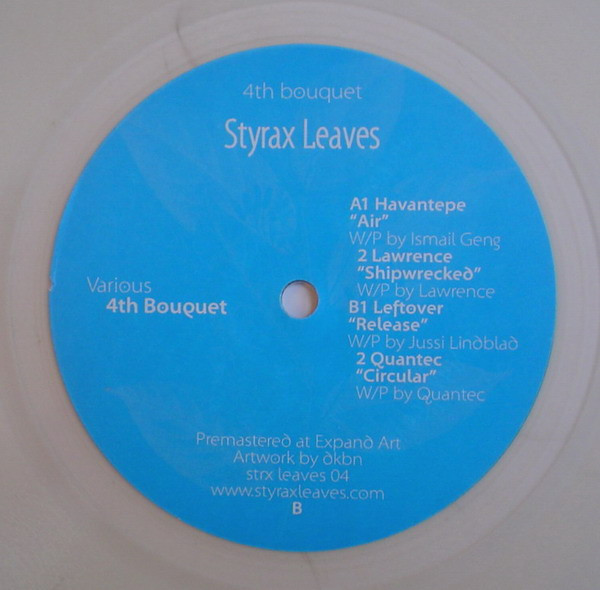 4th bouquet
Styrax Leaves
Various
4th Bouquet
A1 Havantepe
"Air"
W/P by Ismail Geng
2 Lawrence
"Shipwrecked"
W/P by Lawrence
B1 Leftover
"Release"
W/P by Jussi Lindblad
2 Quantec
"Circular"
W/P by Quantec
Premastered at Expand Art
Artwork by dkbn
strx leaves 04
www.styraxleaves.com
B